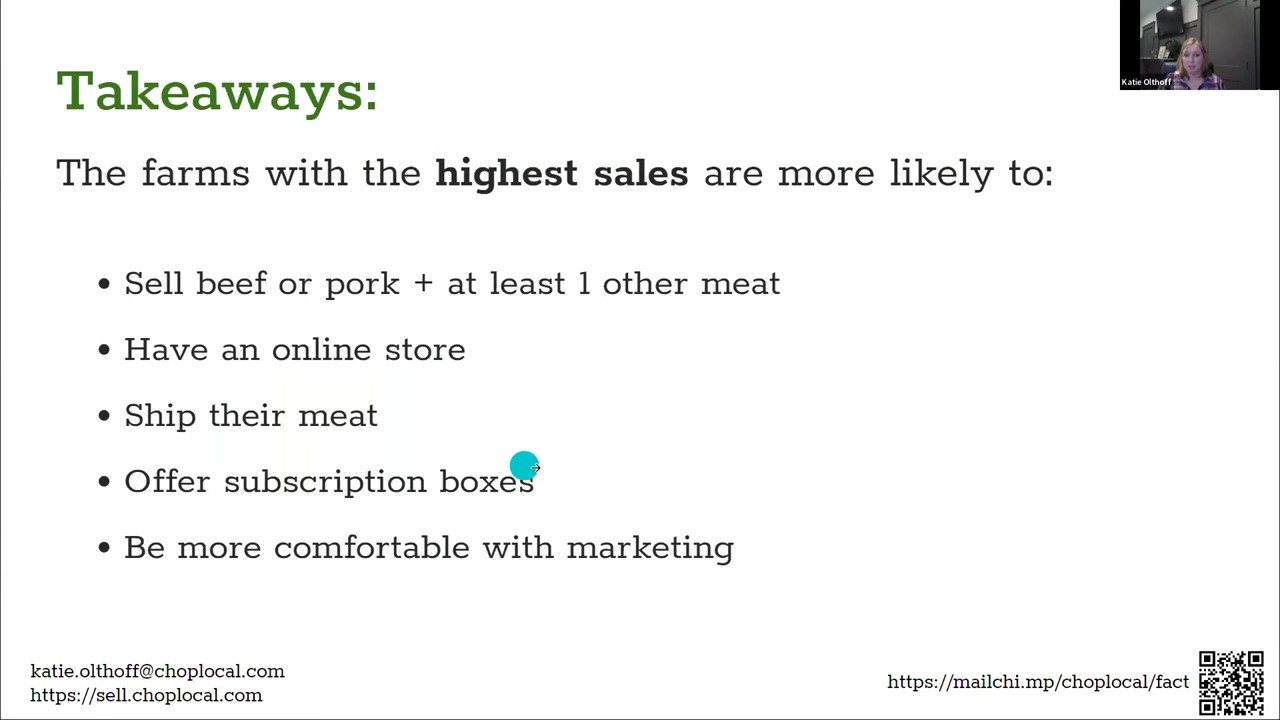 Takeaways:
Katie Olthoff
The farms with the highest sales are more likely to:
• Sell beef or pork + at least 1 other meat
• Have an online store
• Ship their meat
• Offer subscription boxes
• Be more comfortable with marketing
katie.olthoff@choplocal.com
https://sell.choplocal.com
https://mailchi.mp/choplocal/fact